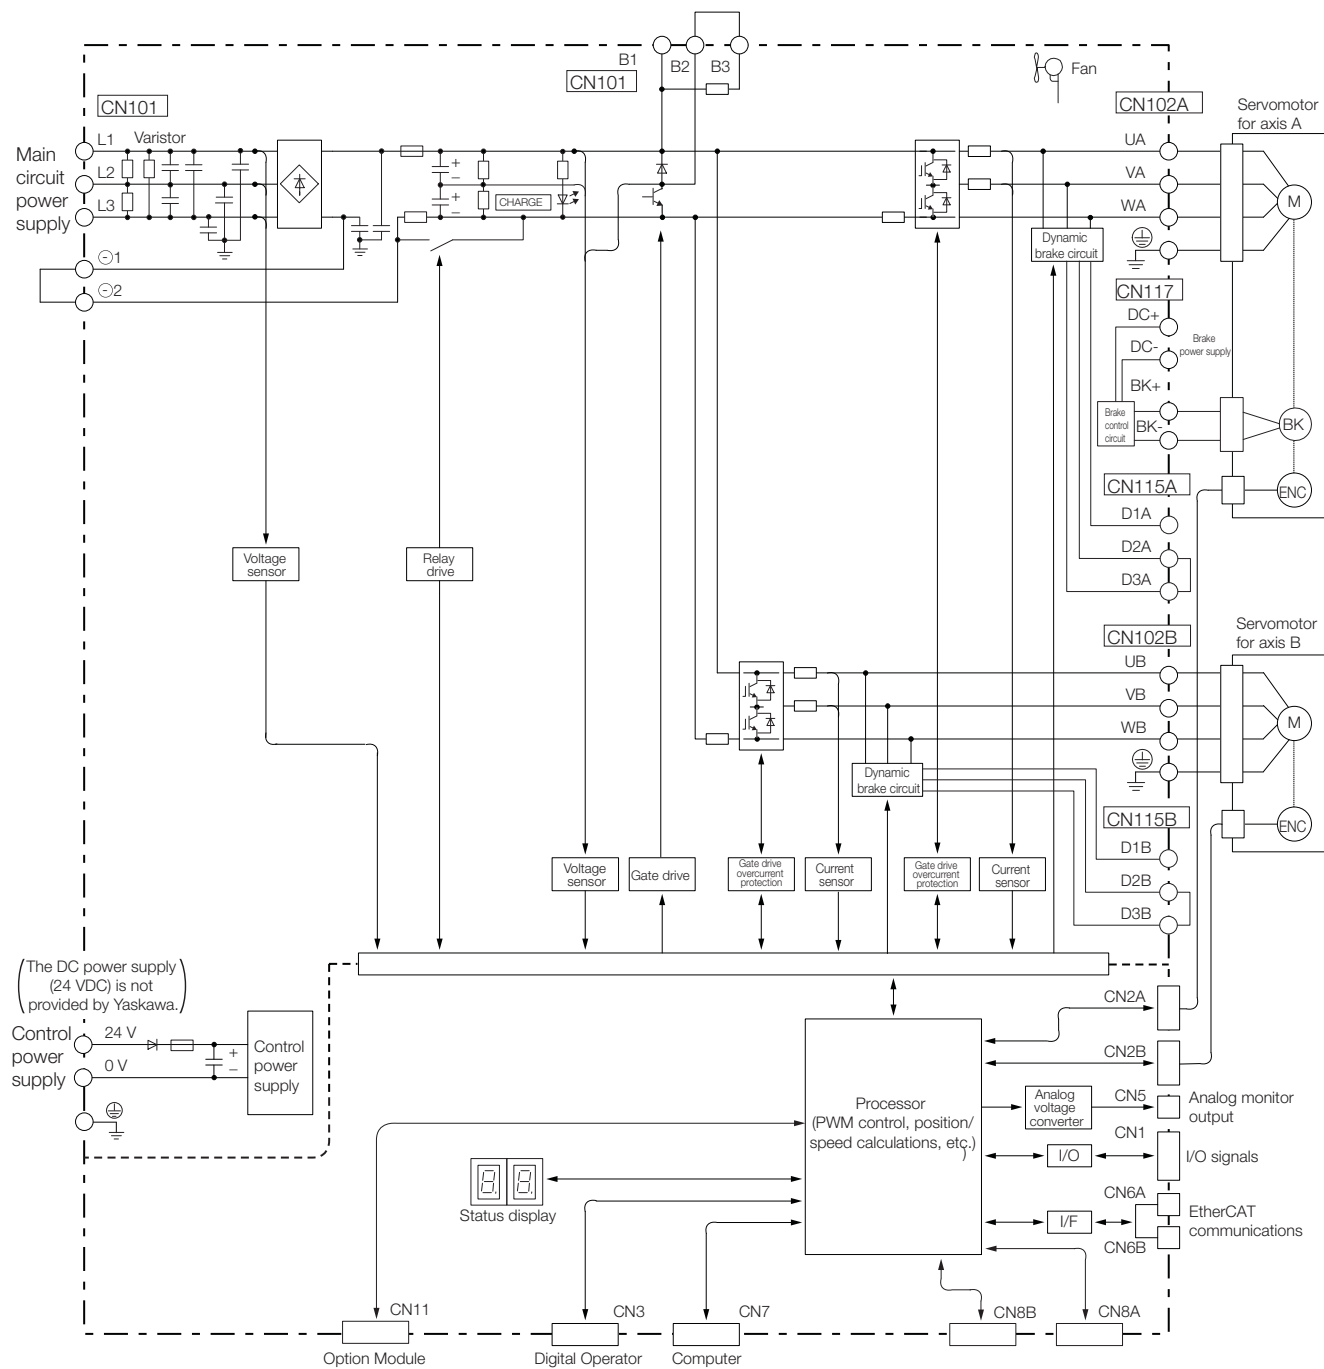 B1
B2
B3
CN101
Fan
CN101
CN102A
Servomotor
for axis A
Main
circuit
power
supply
L1
Varistor
L2
L3
CHARGE
UA
VA
WA
M
Dynamic
brake circuit
⊖1
⊖2
CN117
DC+
DC-
Brake
power supply
BK+
BK-
Brake
control
circuit
BK
CN115A
ENC
D1A
D2A
D3A
Voltage
sensor
Relay
drive
CN102B
Servomotor
for axis B
UB
VB
WB
M
Dynamic
brake circuit
CN115B
ENC
D1B
D2B
D3B
Voltage
sensor
Gate drive
Gate drive
overcurrent
protection
Current
sensor
Gate drive
overcurrent
protection
Current
sensor
(The DC power supply
(24 VDC) is not
provided by Yaskawa.)
Control
power
supply
24 V
0 V
+
–
Control
power
supply
CN2A
CN2B
Processor
(PWM control, position/
speed calculations, etc.)
)
Analog
voltage
converter
CN5
Analog monitor
output
CN1
I/O
I/O signals
CN6A
I/F
EtherCAT
communications
CN6B
Status display
CN11
CN3
CN7
CN8B
CN8A
Option Module
Digital Operator
Computer